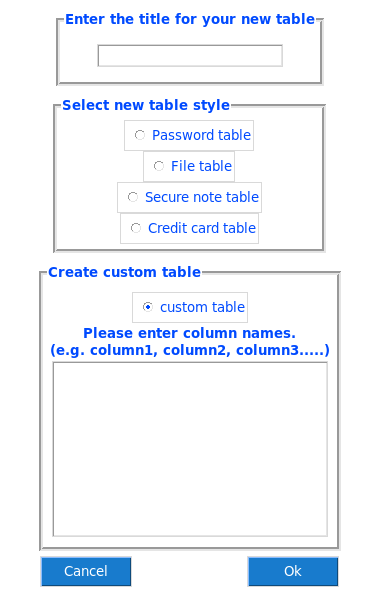 Enter the title for your new table
Select new table style
Password table
File table
Secure note table
Credit card table
Create custom table
custom table
Please enter column names.
(e.g. column1, column2, column3.....)
Cancel Ok